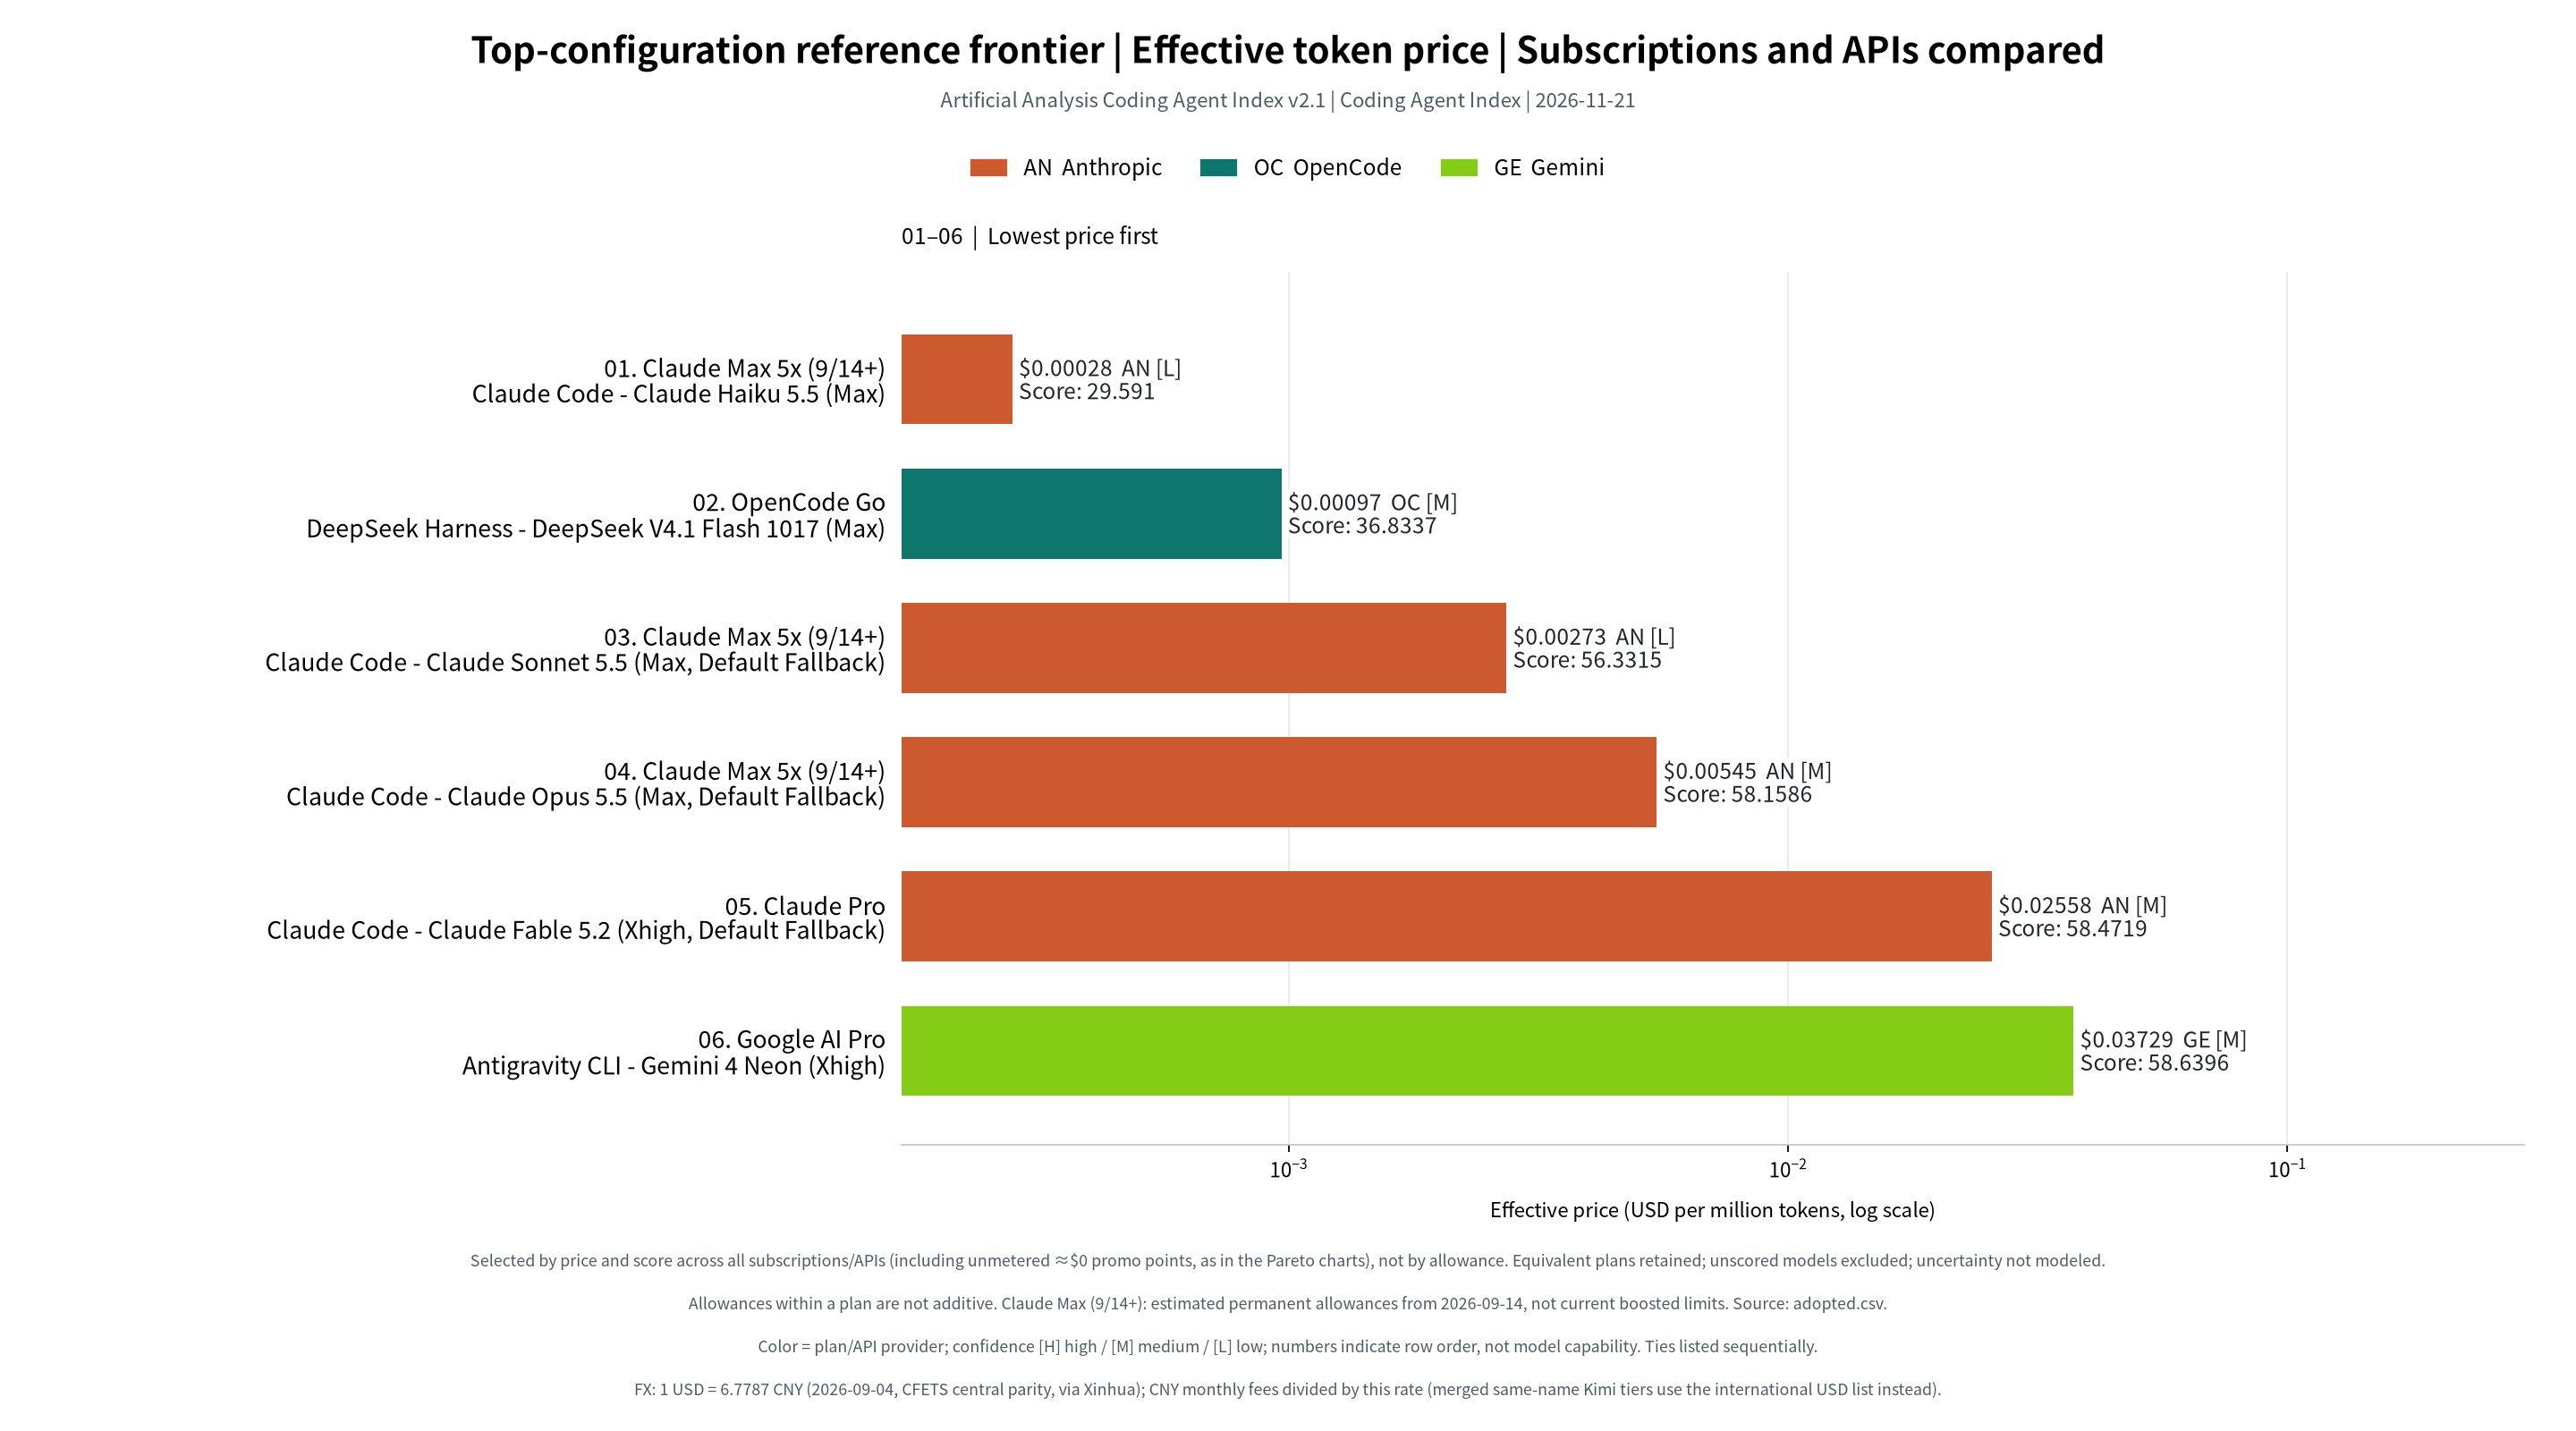 Top-configuration reference frontier | Effective token price | Subscriptions and APIs compared
Artificial Analysis Coding Agent Index v2.1 | Coding Agent Index | 2026-11-21
AN Anthropic
OC OpenCode
GE Gemini
01–06 | Lowest price first
01. Claude Max 5x (9/14+)
Claude Code - Claude Haiku 5.5 (Max)
$0.00028 AN [L]
Score: 29.591
02. OpenCode Go
DeepSeek Harness - DeepSeek V4.1 Flash 1017 (Max)
$0.00097 OC [M]
Score: 36.8337
03. Claude Max 5x (9/14+)
Claude Code - Claude Sonnet 5.5 (Max, Default Fallback)
$0.00273 AN [L]
Score: 56.3315
04. Claude Max 5x (9/14+)
Claude Code - Claude Opus 5.5 (Max, Default Fallback)
$0.00545 AN [M]
Score: 58.1586
05. Claude Pro
Claude Code - Claude Fable 5.2 (Xhigh, Default Fallback)
$0.02558 AN [M]
Score: 58.4719
06. Google AI Pro
Antigravity CLI - Gemini 4 Neon (Xhigh)
$0.03729 GE [M]
Score: 58.6396
10⁻³
10⁻²
10⁻¹
Effective price (USD per million tokens, log scale)
Selected by price and score across all subscriptions/APIs (including unmetered ≈$0 promo points, as in the Pareto charts), not by allowance. Equivalent plans retained; unscored models excluded; uncertainty not modeled.
Allowances within a plan are not additive. Claude Max (9/14+): estimated permanent allowances from 2026-09-14, not current boosted limits. Source: adopted.csv.
Color = plan/API provider; confidence [H] high / [M] medium / [L] low; numbers indicate row order, not model capability. Ties listed sequentially.
FX: 1 USD = 6.7787 CNY (2026-09-04, CFETS central parity, via Xinhua); CNY monthly fees divided by this rate (merged same-name Kimi tiers use the international USD list instead).